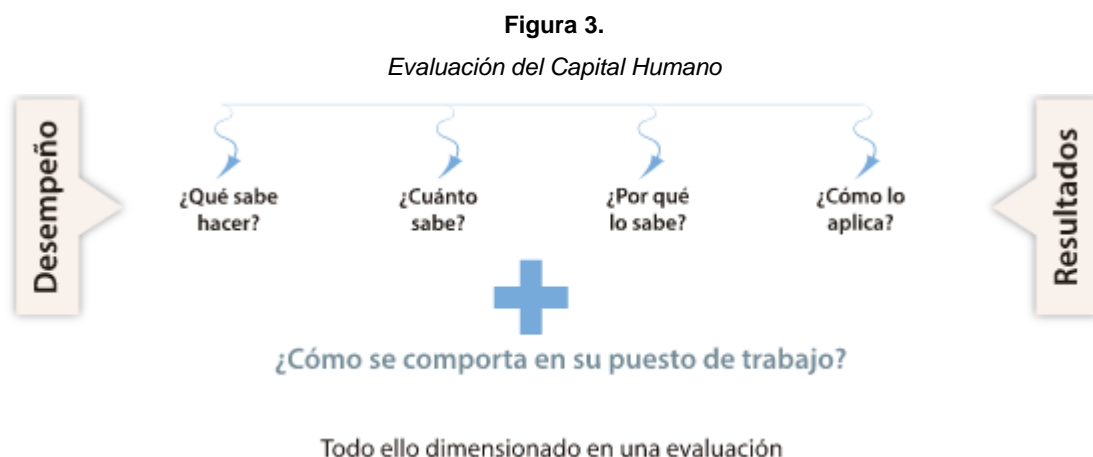 Figura 3.
Evaluación del Capital Humano
Desempeño
¿Qué sabe
hacer?
¿Cuánto
sabe?
¿Por qué
lo sabe?
¿Cómo lo
aplica?
Resultados
¿Cómo se comporta en su puesto de trabajo?
Todo ello dimensionado en una evaluación